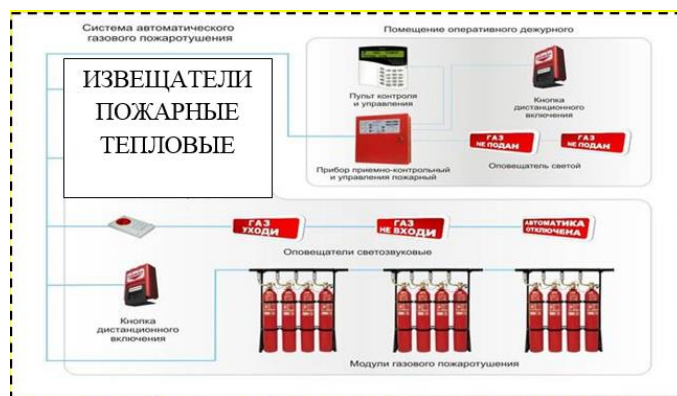 Система автоматического
газового пожаротушения
Помещение оперативного дежурного
ИЗВЕЩАТЕЛИ
ПОЖАРНЫЕ
ТЕПЛОВЫЕ
Пульт контроля
и управления
Кнопка
дистанционного
включения
ГАЗ
НЕ ПОДАН
ГАЗ
НЕ ПОДАН
Прибор приемно-контрольный
и управления пожарный
Оповещатель светой
ГАЗ
УХОДИ
ГАЗ
НЕ ВХОДИ
АВТОМАТИКА
ОТКЛЮЧЕНА
Оповещатели светозвуковые
Кнопка
дистанционного
включения
Модули газового пожаротушения